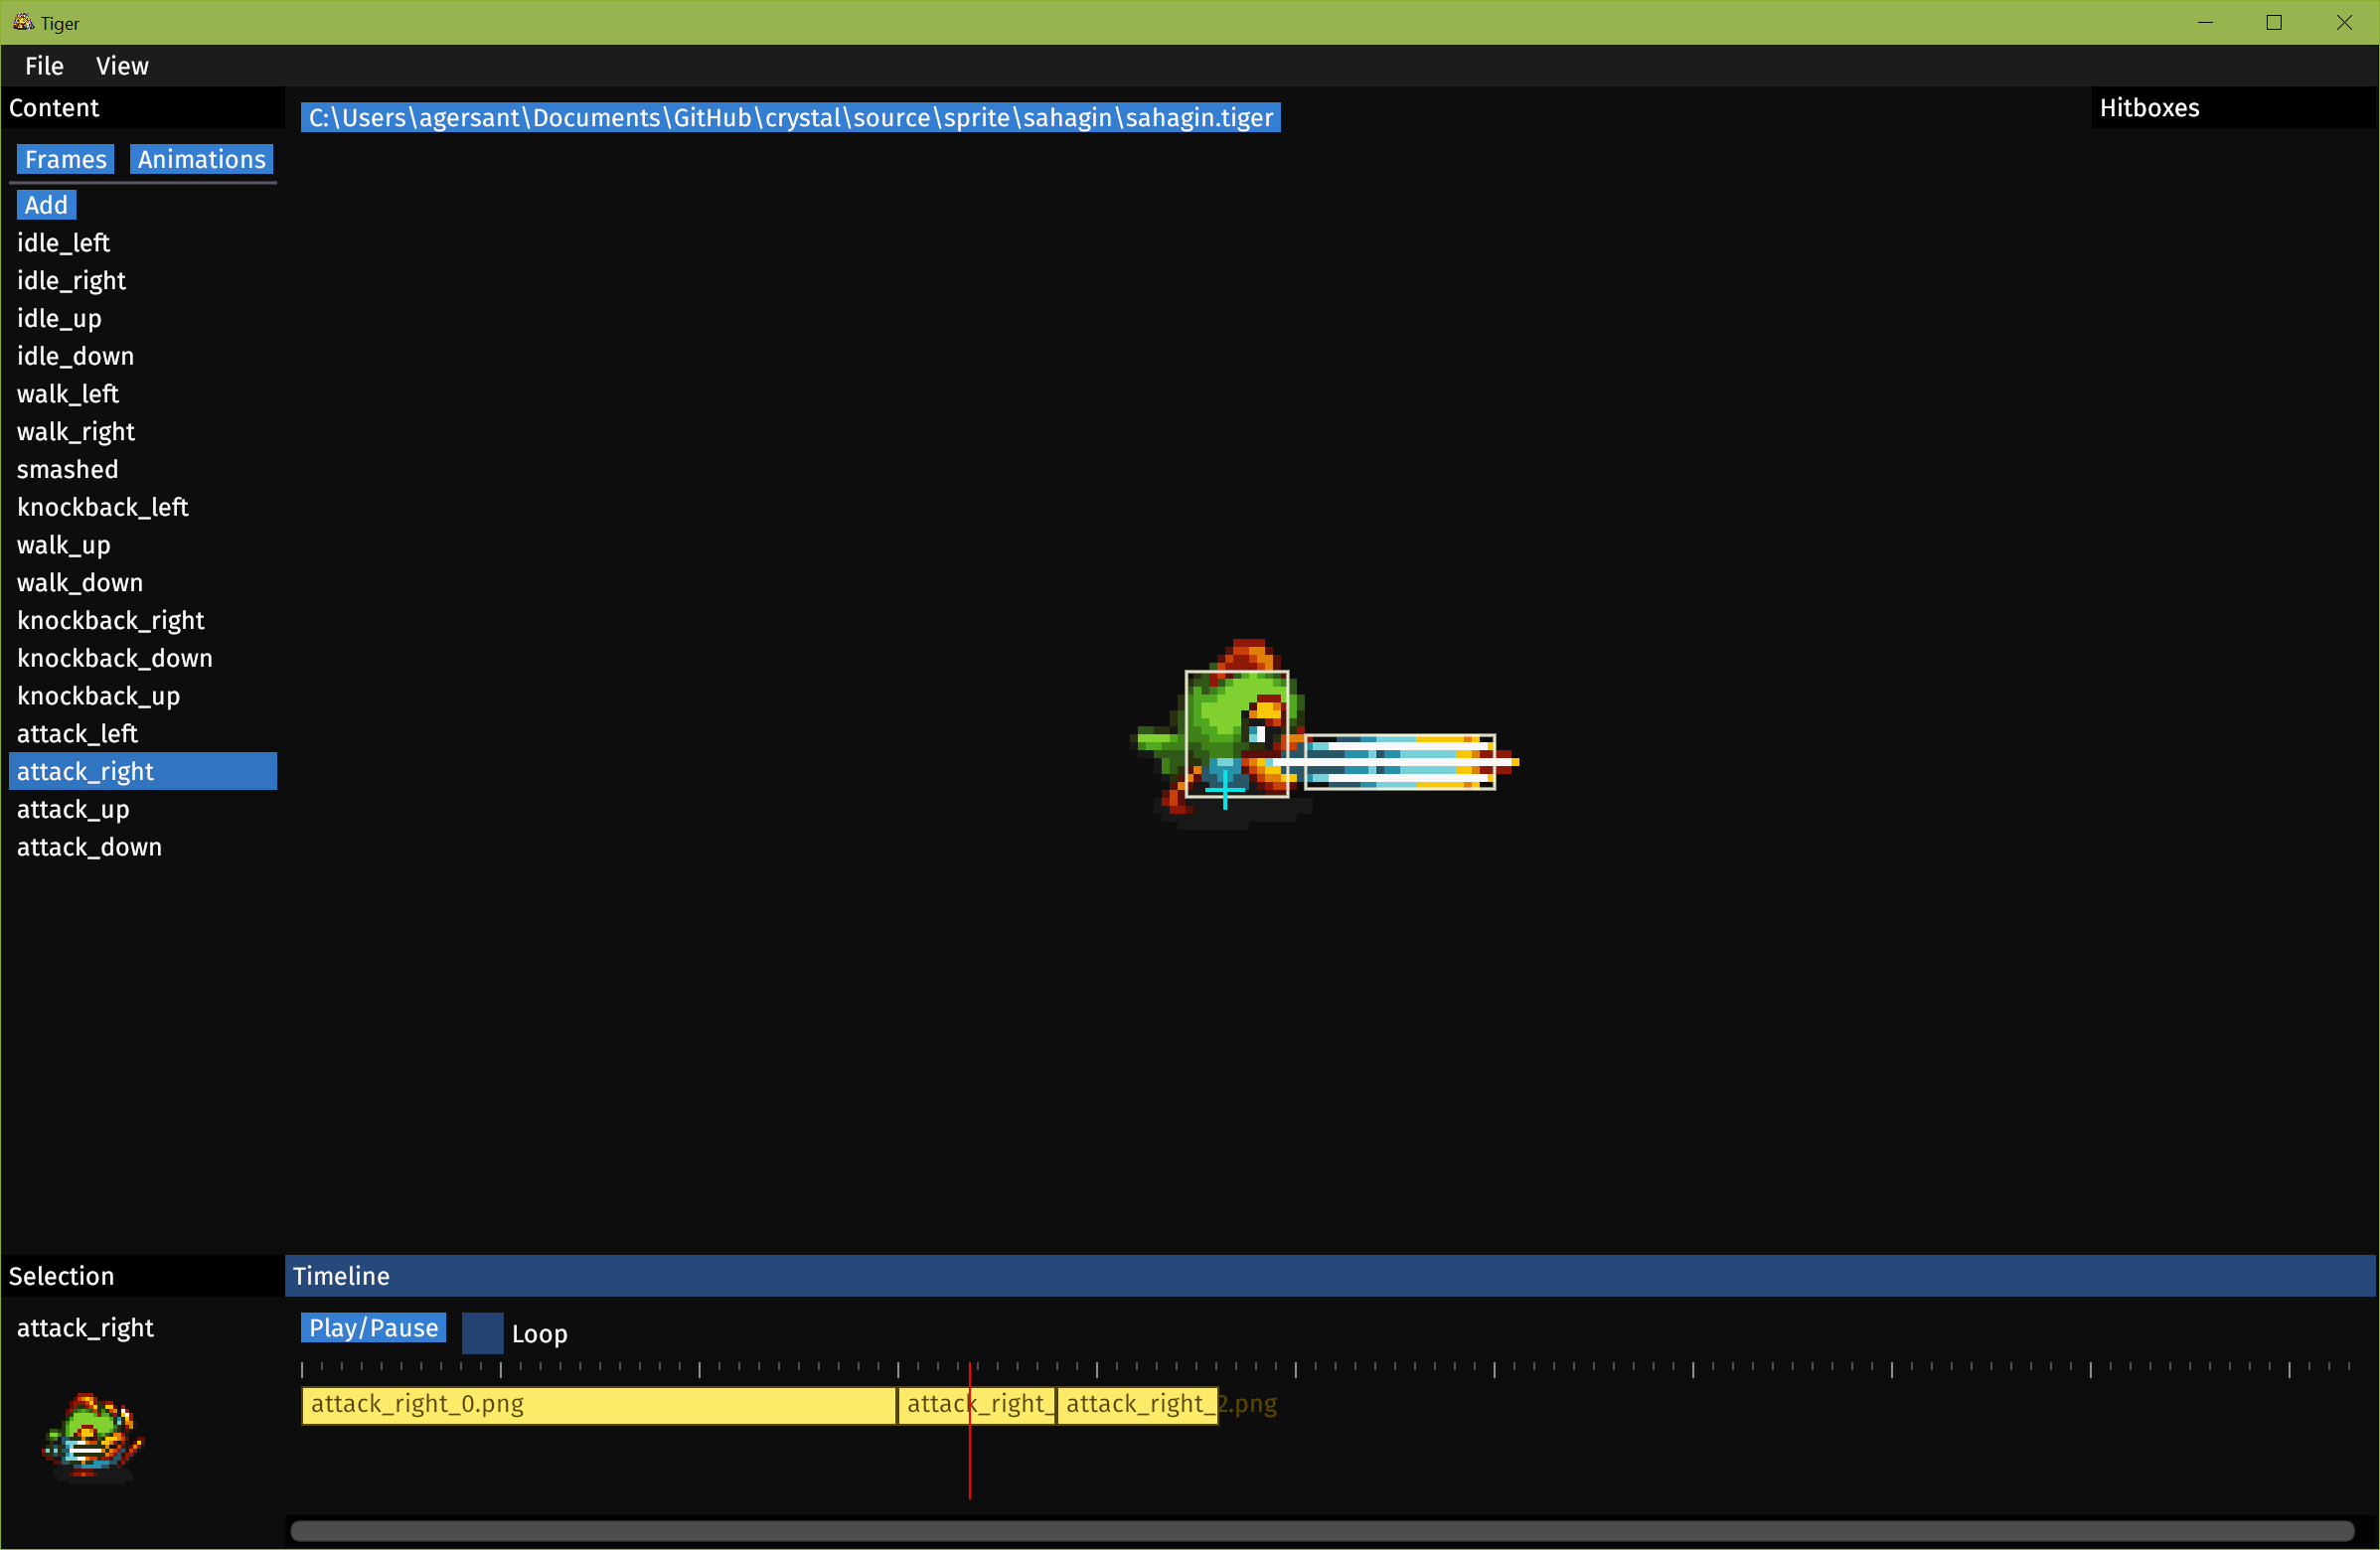 Tiger
File View
Content
C:\Users\agersant\Documents\GitHub\crystal\source\sprite\sahagin\sahagin.tiger
Hitboxes
Frames Animations
Add
idle_left
idle_right
idle_up
idle_down
walk_left
walk_right
smashed
knockback_left
walk_up
walk_down
knockback_right
knockback_down
knockback_up
attack_left
attack_right
attack_up
attack_down
Selection
Timeline
attack_right
Play/Pause Loop
attack_right_0.png attack_right_ attack_right_2.png